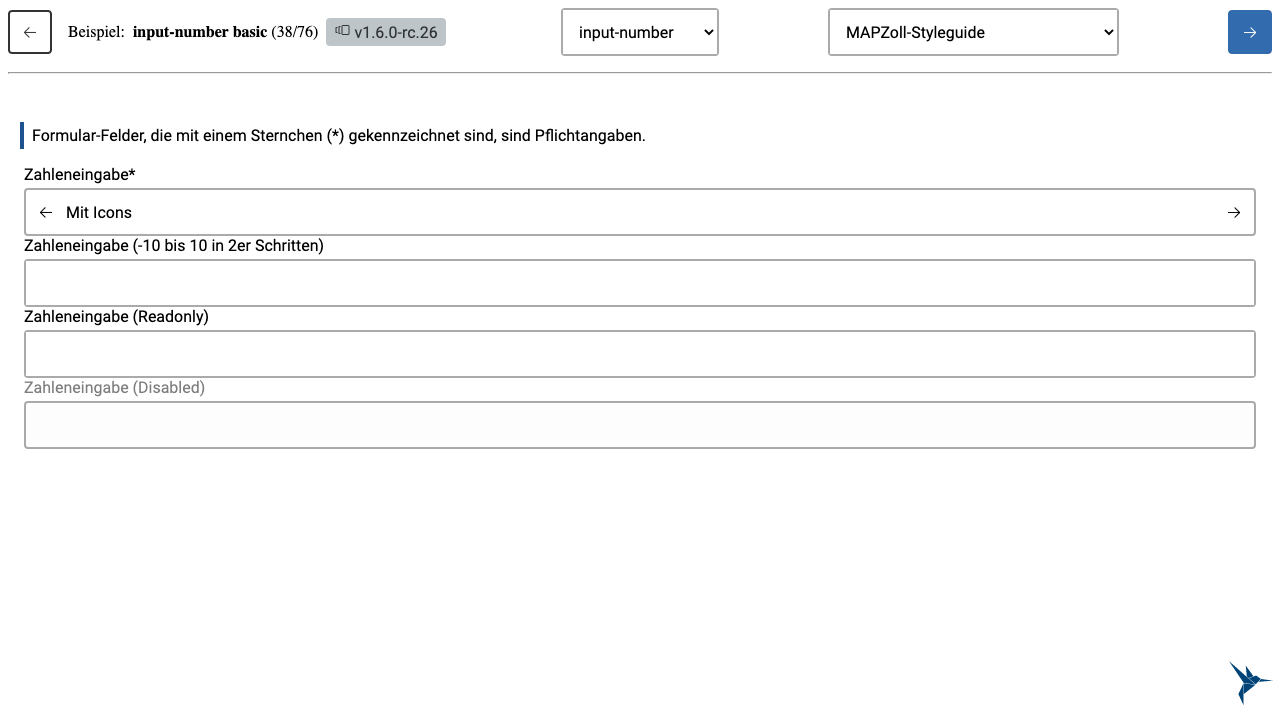 Beispiel: input-number basic (38/76) v1.6.0-rc.26 input-number MAPZoll-Styleguide
Formular-Felder, die mit einem Sternchen (*) gekennzeichnet sind, sind Pflichtangaben.
Zahleneingabe*
Mit Icons
Zahleneingabe (-10 bis 10 in 2er Schritten)
Zahleneingabe (Readonly)
Zahleneingabe (Disabled)